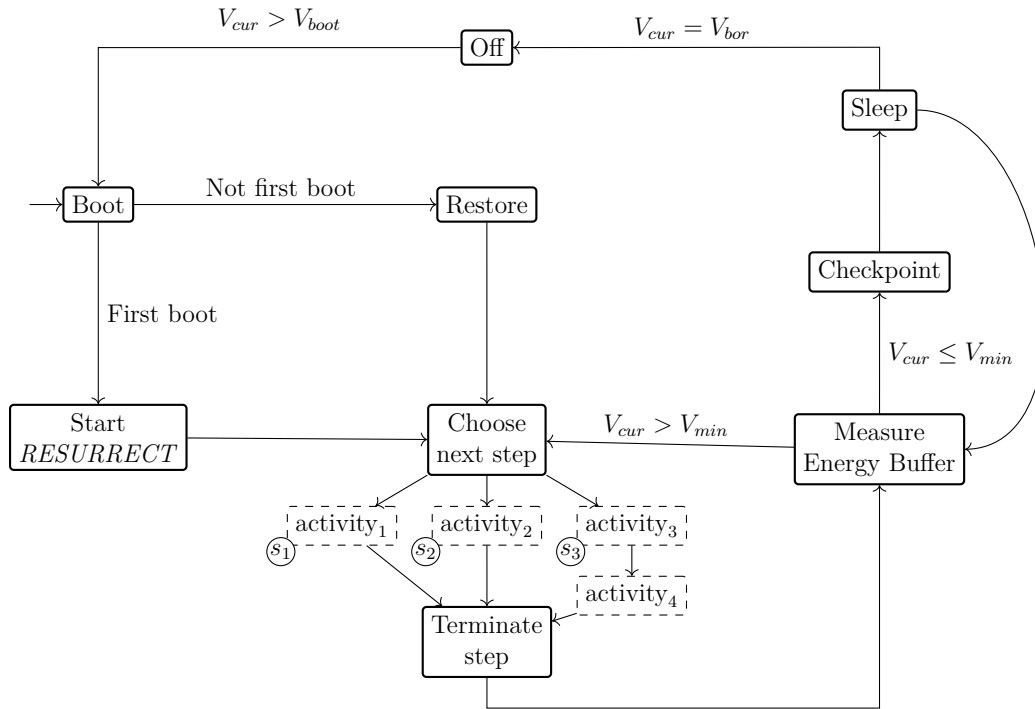 V_cur > V_boot
Off
V_cur = V_bor
Sleep
Boot
Not first boot
Restore
Checkpoint
First boot
V_cur ≤ V_min
Start
RESURRECT
Choose
next step
V_cur > V_min
Measure
Energy Buffer
activity_1
activity_2
activity_3
s_1
s_2
s_3
activity_4
Terminate
step